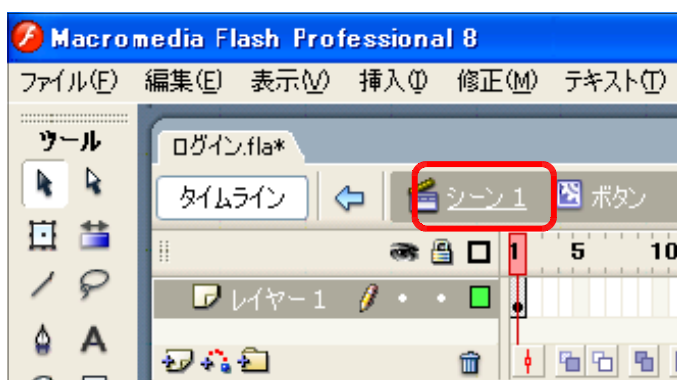 Macromedia Flash Professional 8
ファイル(F) 編集(E) 表示(V) 挿入(I) 修正(M) テキスト(T)
ツール
ログイン.fla*
タイムライン シーン 1 ボタン
1 5 10
レイヤー 1
A